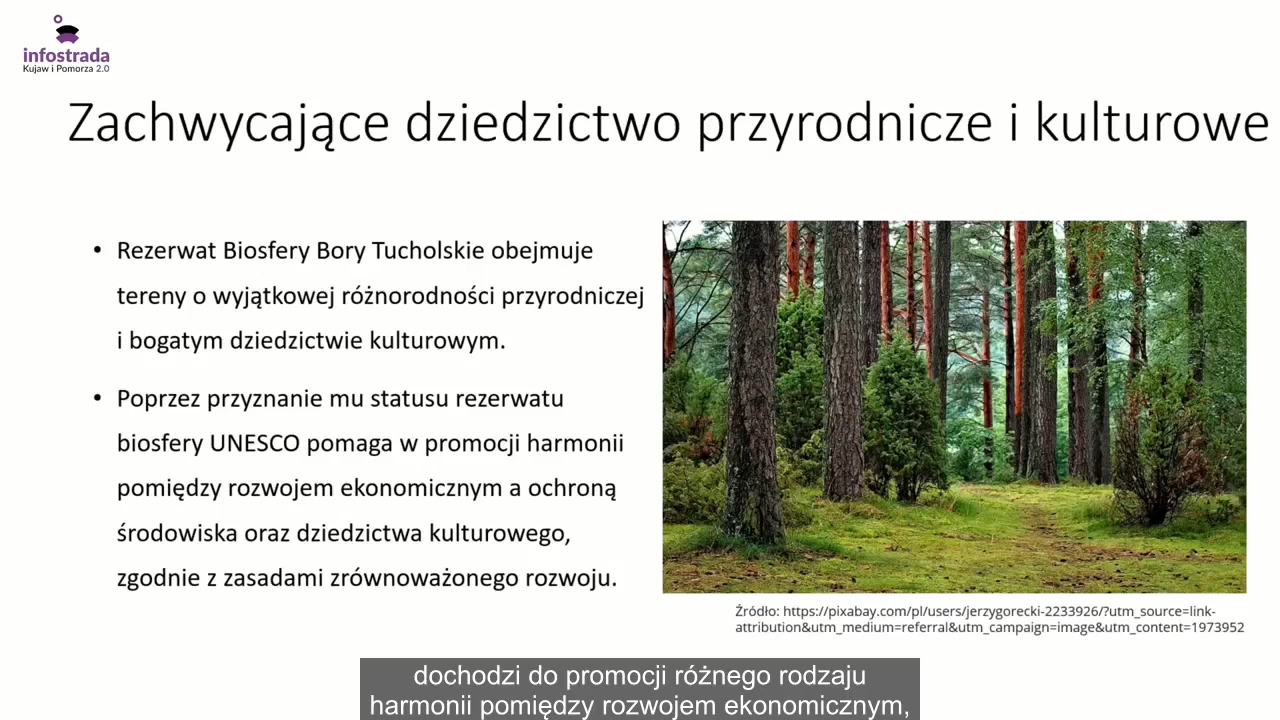 infostrada
Kujaw i Pomorza 2.0
Zachwycające dziedzictwo przyrodnicze i kulturowe
• Rezerwat Biosfery Bory Tucholskie obejmuje
tereny o wyjątkowej różnorodności przyrodniczej
i bogatym dziedzictwie kulturowym.
• Poprzez przyznanie mu statusu rezerwatu
biosfery UNESCO pomaga w promocji harmonii
pomiędzy rozwojem ekonomicznym a ochroną
środowiska oraz dziedzictwa kulturowego,
zgodnie z zasadami zrównoważonego rozwoju.
Źródło: https://pixabay.com/pl/users/jerzygorecki-2233926/?utm_source=link-
attribution&utm_medium=referral&utm_campaign=image&utm_content=1973952
dochodzi do promocji różnego rodzaju
harmonii pomiędzy rozwojem ekonomicznym,